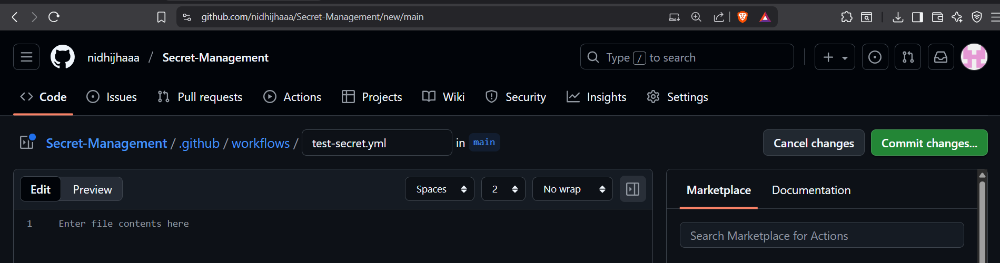 github.com/nidhijhaaa/Secret-Management/new/main
nidhijhaaa / Secret-Management
Type / to search
Code Issues Pull requests Actions Projects Wiki Security Insights Settings
Secret-Management / .github / workflows / test-secret.yml in main
Cancel changes Commit changes...
Edit Preview Spaces 2 No wrap
Marketplace Documentation
1 Enter file contents here
Search Marketplace for Actions